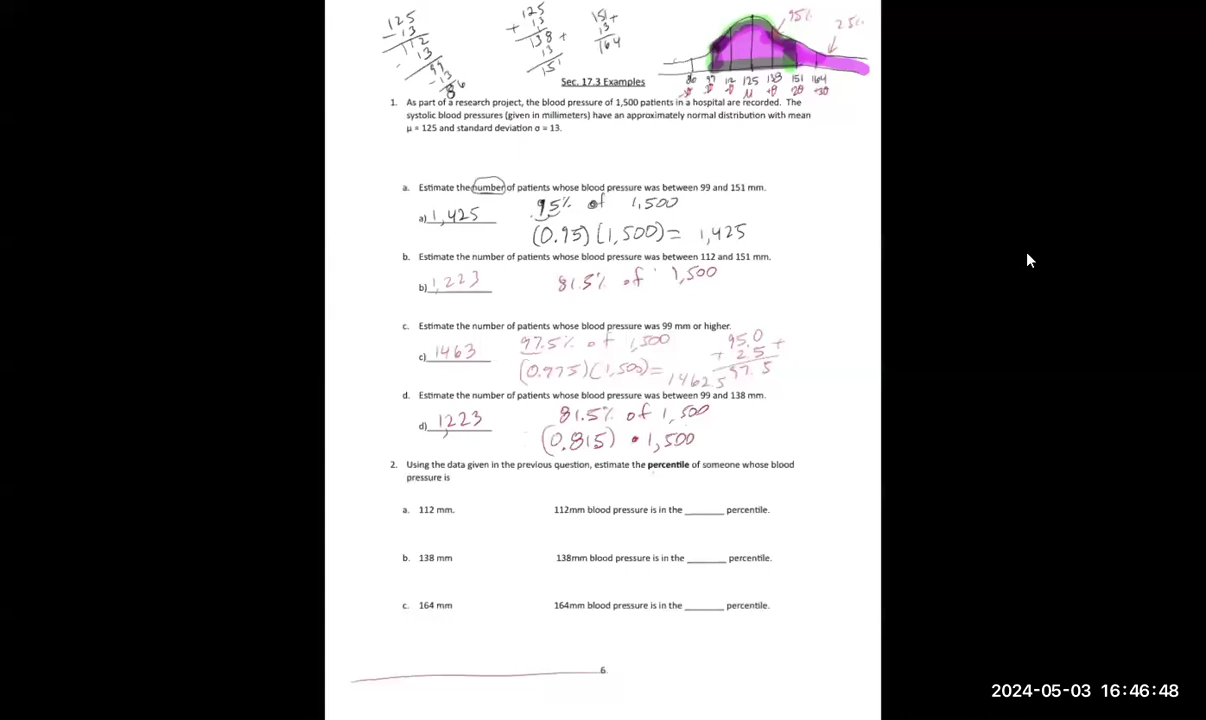 125
- 13
112
- 13
99
13
86
125
+ 13
138 +
13
151
151 +
13
164
95%
2.5%
86 99 112 125 138 151 164
μ
Sec. 17.3 Examples
1. As part of a research project, the blood pressure of 1,500 patients in a hospital are recorded. The
systolic blood pressures (given in millimeters) have an approximately normal distribution with mean
μ = 125 and standard deviation σ = 13.
a. Estimate the number of patients whose blood pressure was between 99 and 151 mm.
95% of 1,500
a) 1,425
(0.95)(1,500) = 1,425
b. Estimate the number of patients whose blood pressure was between 112 and 151 mm.
b) 1,223 81.5% of 1,500
c. Estimate the number of patients whose blood pressure was 99 mm or higher.
97.5% of 1,500
95.0 +
+ 2.5
97.5
c) 1463
(0.975)(1,500) = 1462.5
d. Estimate the number of patients whose blood pressure was between 99 and 138 mm.
81.5% of 1,500
d) 1,223
(0.815) • 1,500
2. Using the data given in the previous question, estimate the percentile of someone whose blood
pressure is
a. 112 mm. 112mm blood pressure is in the ________ percentile.
b. 138 mm 138mm blood pressure is in the ________ percentile.
c. 164 mm 164mm blood pressure is in the ________ percentile.
6
2024-05-03 16:46:48